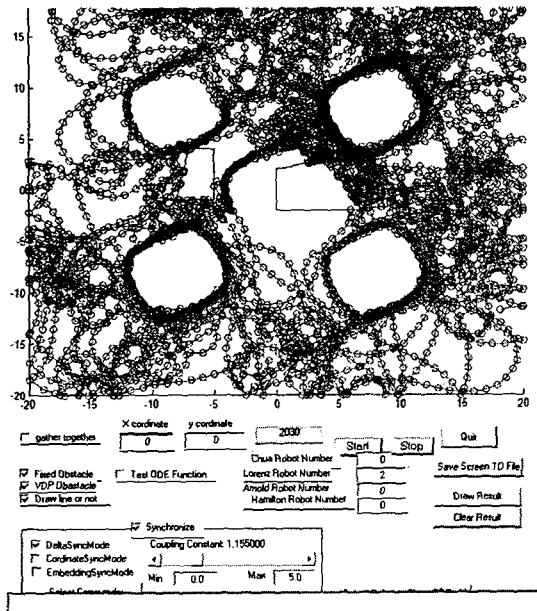 20
15
10
5
0
-5
-10
-15
-20
-20 -15 -10 -5 0 5 10 15 20
X cordinate y cordinate
gather together 0 0 2030 Start Stop Quit
Chua Robot Number 0
Fixed Obstacle Test ODE Function Lorenz Robot Number 2 Save Screen TO File
VDP Obastacle Arnold Robot Number 0
Draw line or not Hamilton Robot Number 0 Draw Result
Clear Result
Synchronize
DeltaSyncMode Coupling Constant 1.155000
CordinateSyncMode
EmbeddingSyncMode Min 0.0 Max 5.0